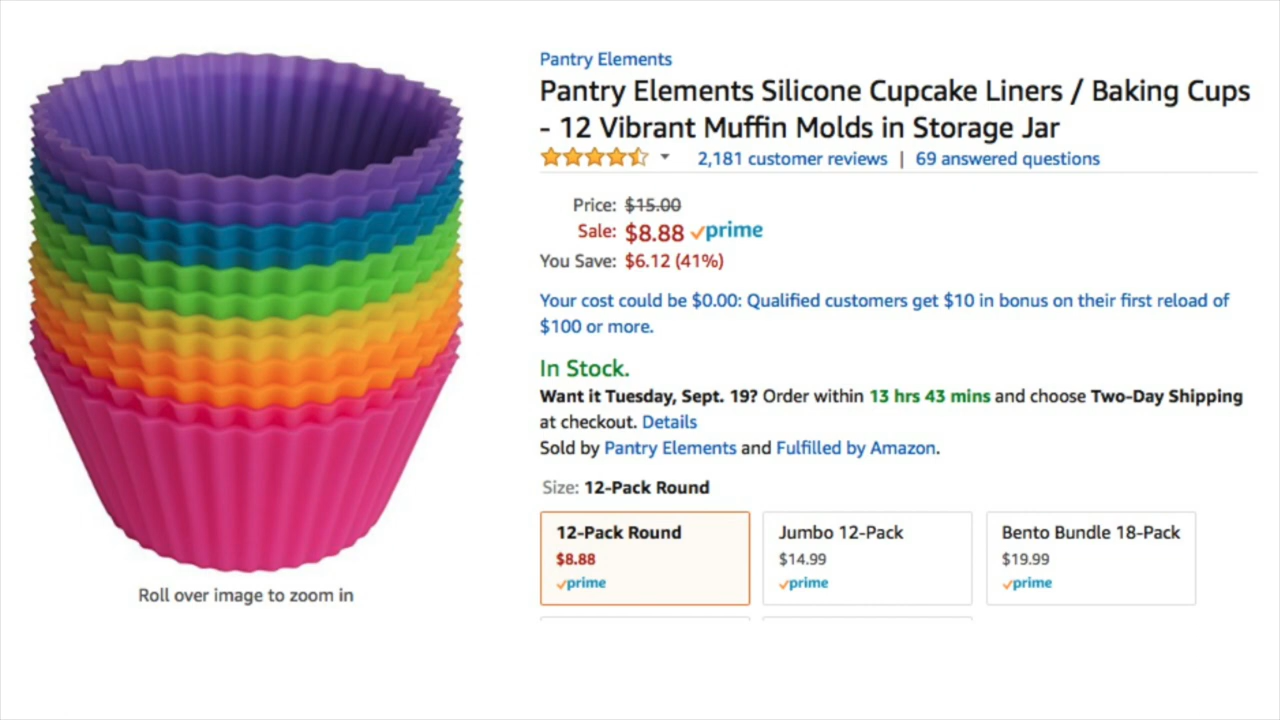 Pantry Elements
Pantry Elements Silicone Cupcake Liners / Baking Cups
- 12 Vibrant Muffin Molds in Storage Jar
2,181 customer reviews | 69 answered questions
Price: $15.00
Sale: $8.88 prime
You Save: $6.12 (41%)
Your cost could be $0.00: Qualified customers get $10 in bonus on their first reload of
$100 or more.
In Stock.
Want it Tuesday, Sept. 19? Order within 13 hrs 43 mins and choose Two-Day Shipping
at checkout. Details
Sold by Pantry Elements and Fulfilled by Amazon.
Size: 12-Pack Round
12-Pack Round
$8.88
prime
Jumbo 12-Pack
$14.99
prime
Bento Bundle 18-Pack
$19.99
prime
Roll over image to zoom in